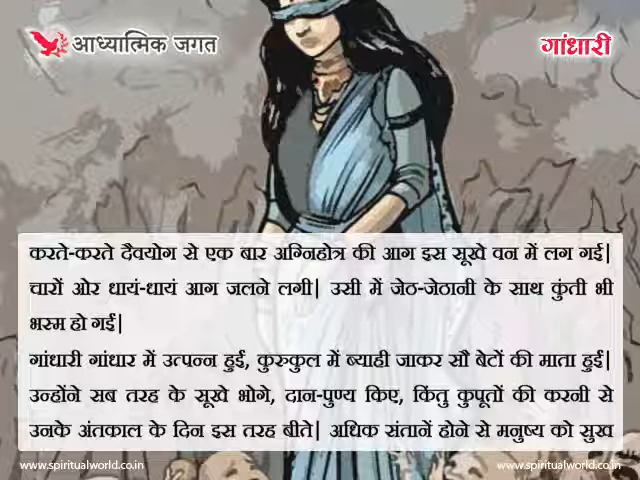 आध्यात्मिक जगत
गांधारी
करते-करते दैवयोग से एक बार अग्निहोत्र की आग इस सूखे वन में लग गई|
चारों ओर धायं-धायं आग जलने लगी| उसी में जेठ-जेठानी के साथ कुंती भी
भस्म हो गई|
गांधारी गांधार में उत्पन्न हुई, कुरुकुल में ब्याही जाकर सौ बेटों की माता हुई|
उन्होंने सब तरह के सूखे भोगे, दान-पुण्य किए, किंतु कुपूतों की करनी से
उनके अंतकाल के दिन इस तरह बीते| अधिक संतानें होने से मनुष्य को सुख
www.spiritualworld.co.in
www.spiritualworld.co.in